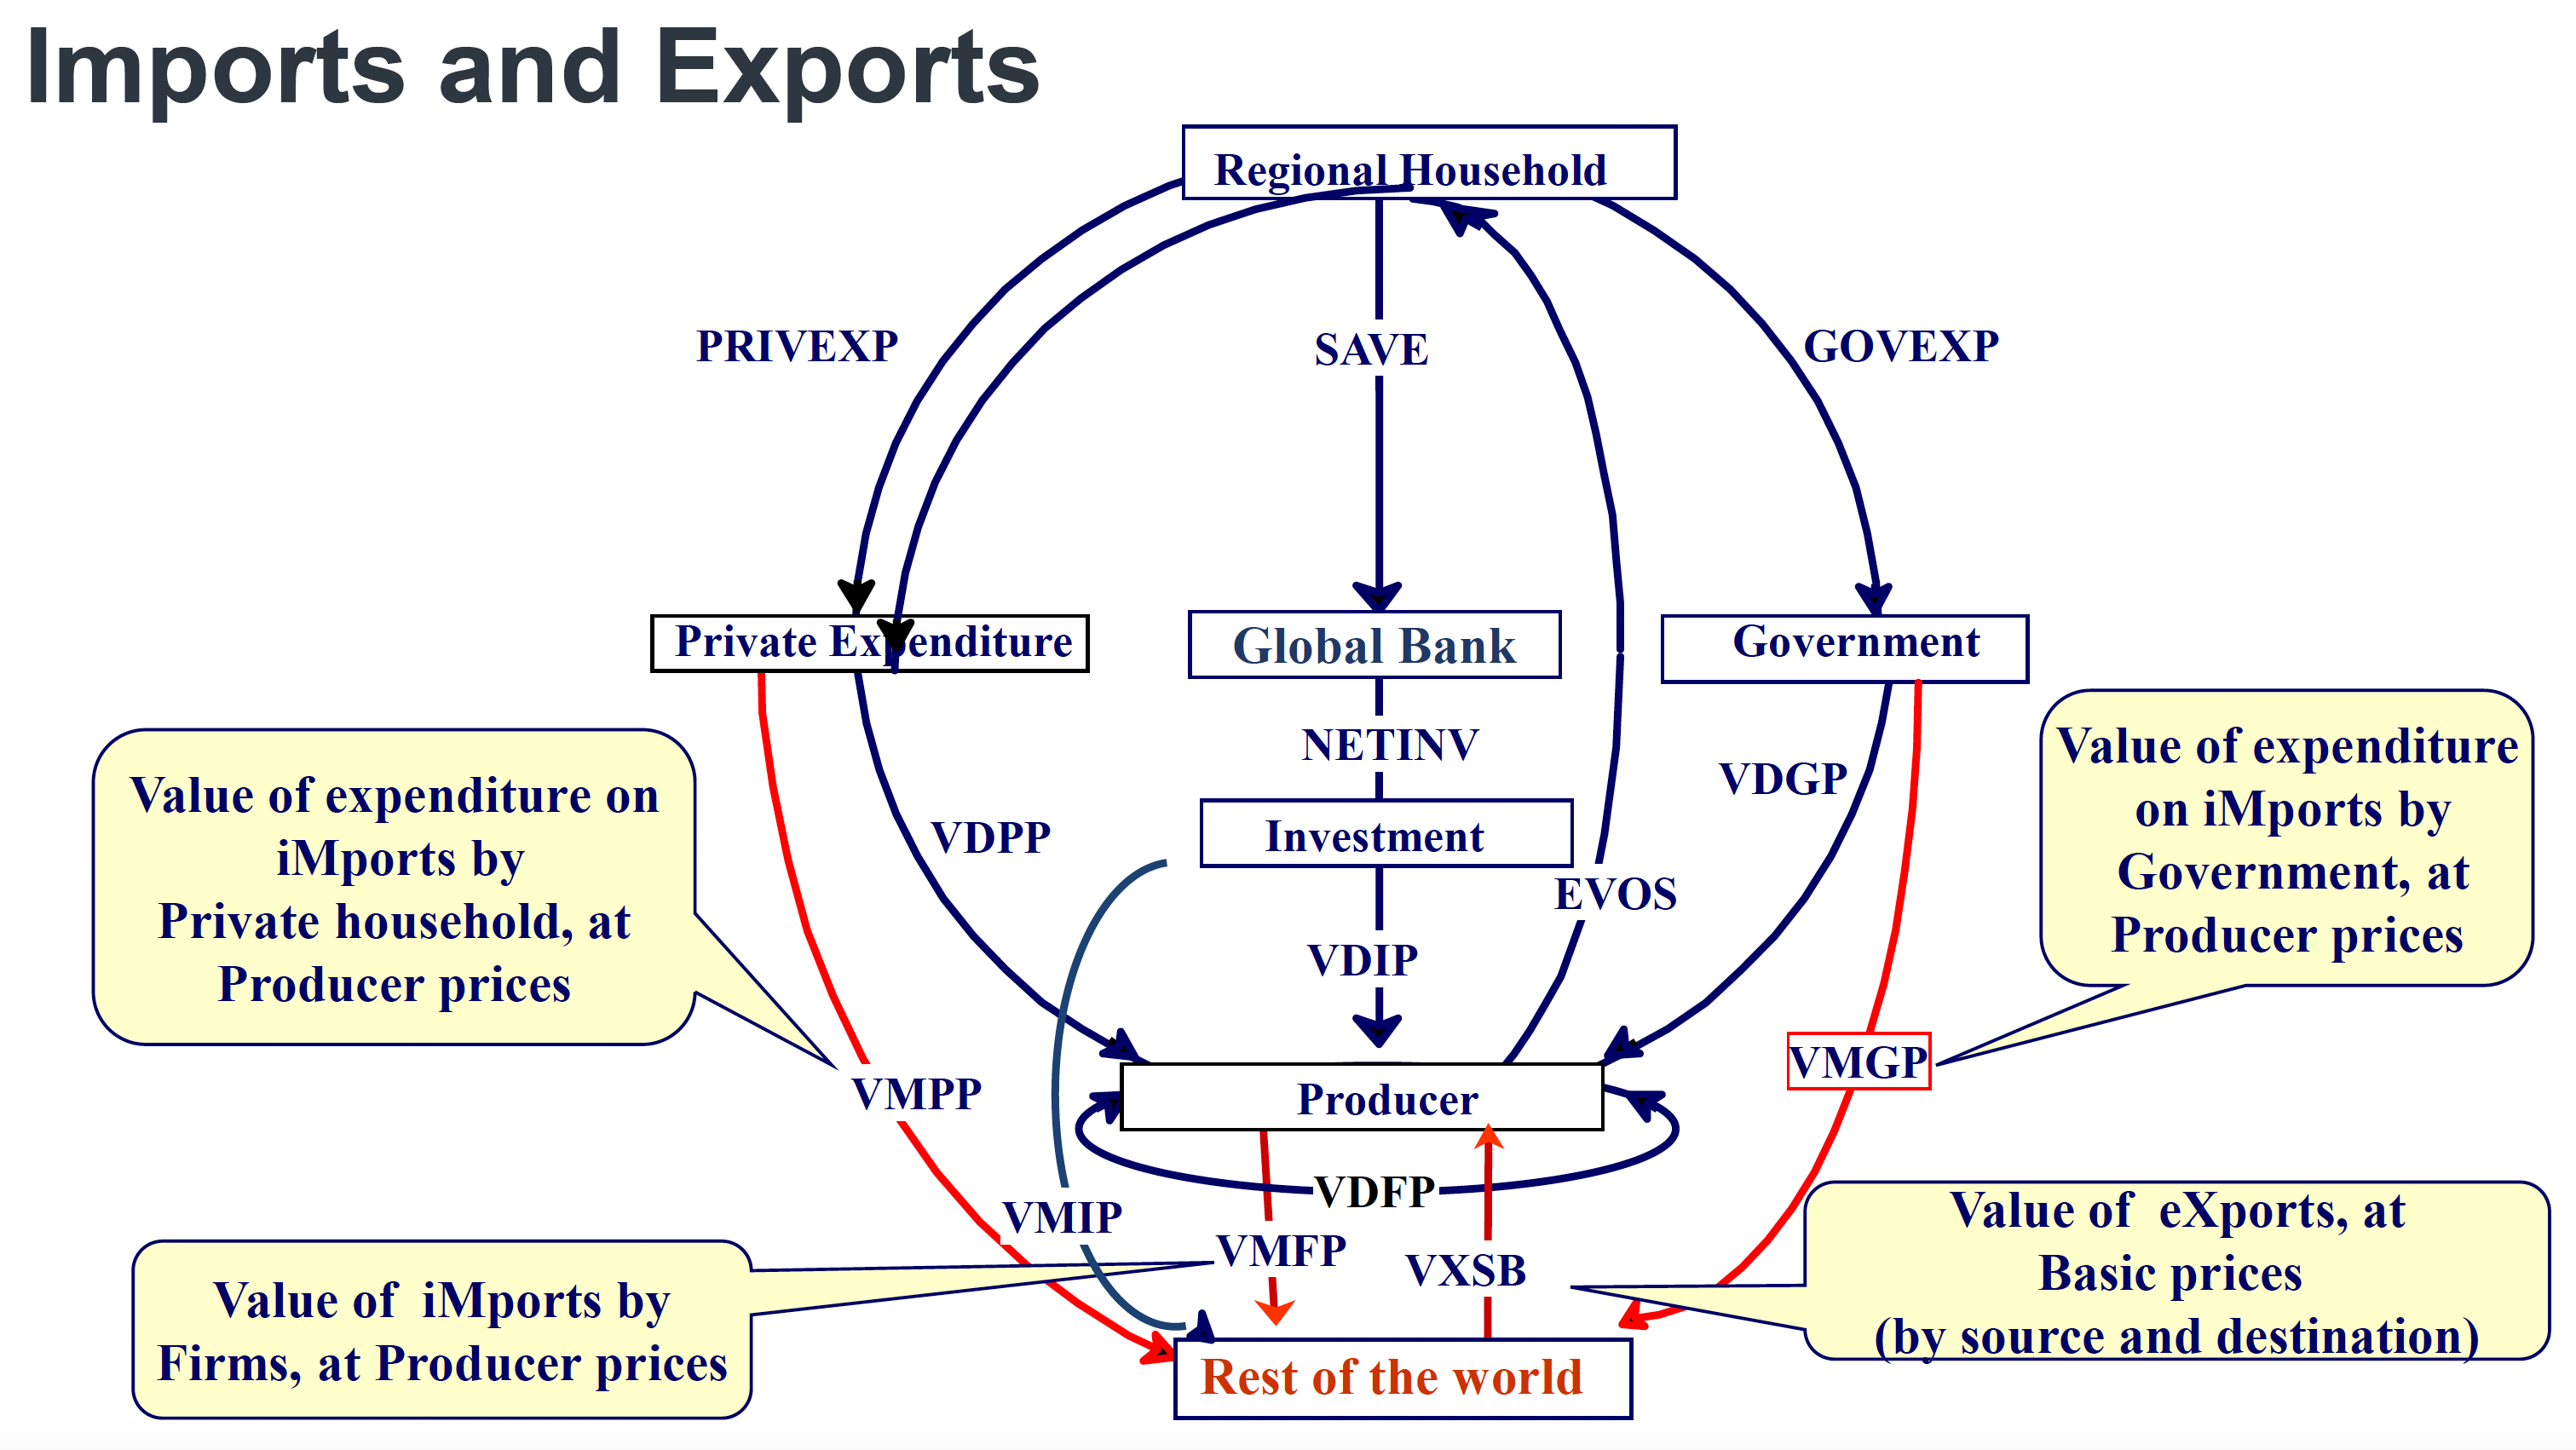 Imports and Exports
Regional Household
PRIVEXP
SAVE
GOVEXP
Private Expenditure
Global Bank
Government
NETINV
VDGP
Value of expenditure on
iMports by
Private household, at
Producer prices
Value of expenditure
on iMports by
Government, at
Producer prices
VDPP
Investment
EVOS
VDIP
VMPP
Producer
VMGP
VDFP
VMIP
VMFP
VXSB
Value of eXports, at
Basic prices
(by source and destination)
Value of iMports by
Firms, at Producer prices
Rest of the world